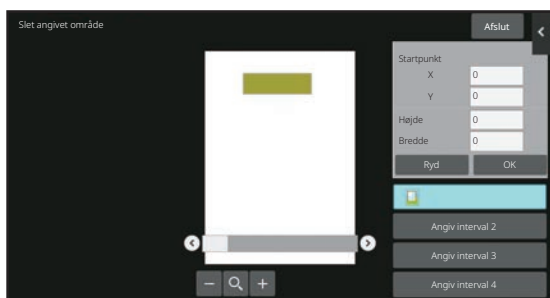 Slet angivet område
Afslut
Startpunkt
X 0
Y 0
Højde 0
Bredde 0
Ryd OK
Angiv interval 2
Angiv interval 3
Angiv interval 4